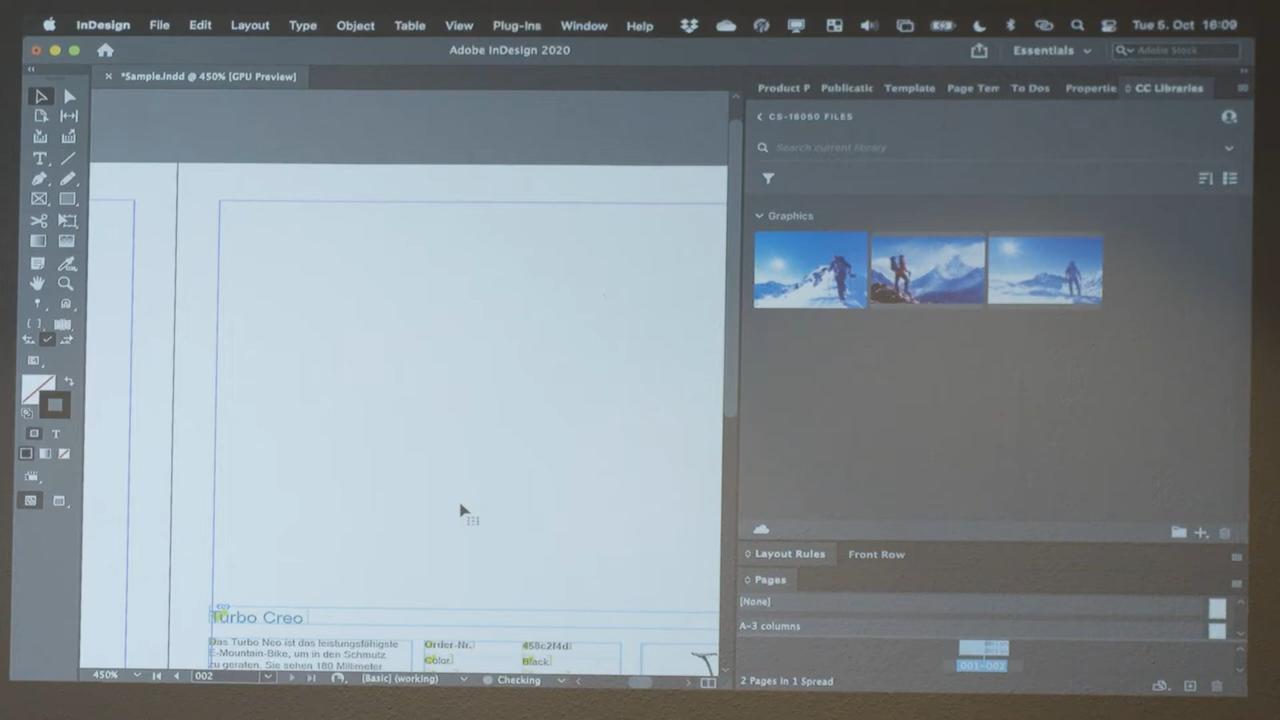 InDesign File Edit Layout Type Object Table View Plug-Ins Window Help Tue 5. Oct 16:09
Adobe InDesign 2020 Essentials Adobe Stock
*Sample.indd @ 450% [GPU Preview]
Product P Publicatic Template Page Tem To Dos Propertie CC Libraries
CS-18050 FILES
Search current library
Graphics
Turbo Creo
Das Turbo Neo ist das leistungsfähigste
E-Mountain-Bike, um in den Schmutz
zu geraten. Sie sehen 180 Millimeter
Order-Nr.
458c2f4d
Color
Black
Layout Rules Front Row
Pages
[None]
A-3 columns
001-002
2 Pages in 1 Spread
450% 002 [Basic] (working) Checking